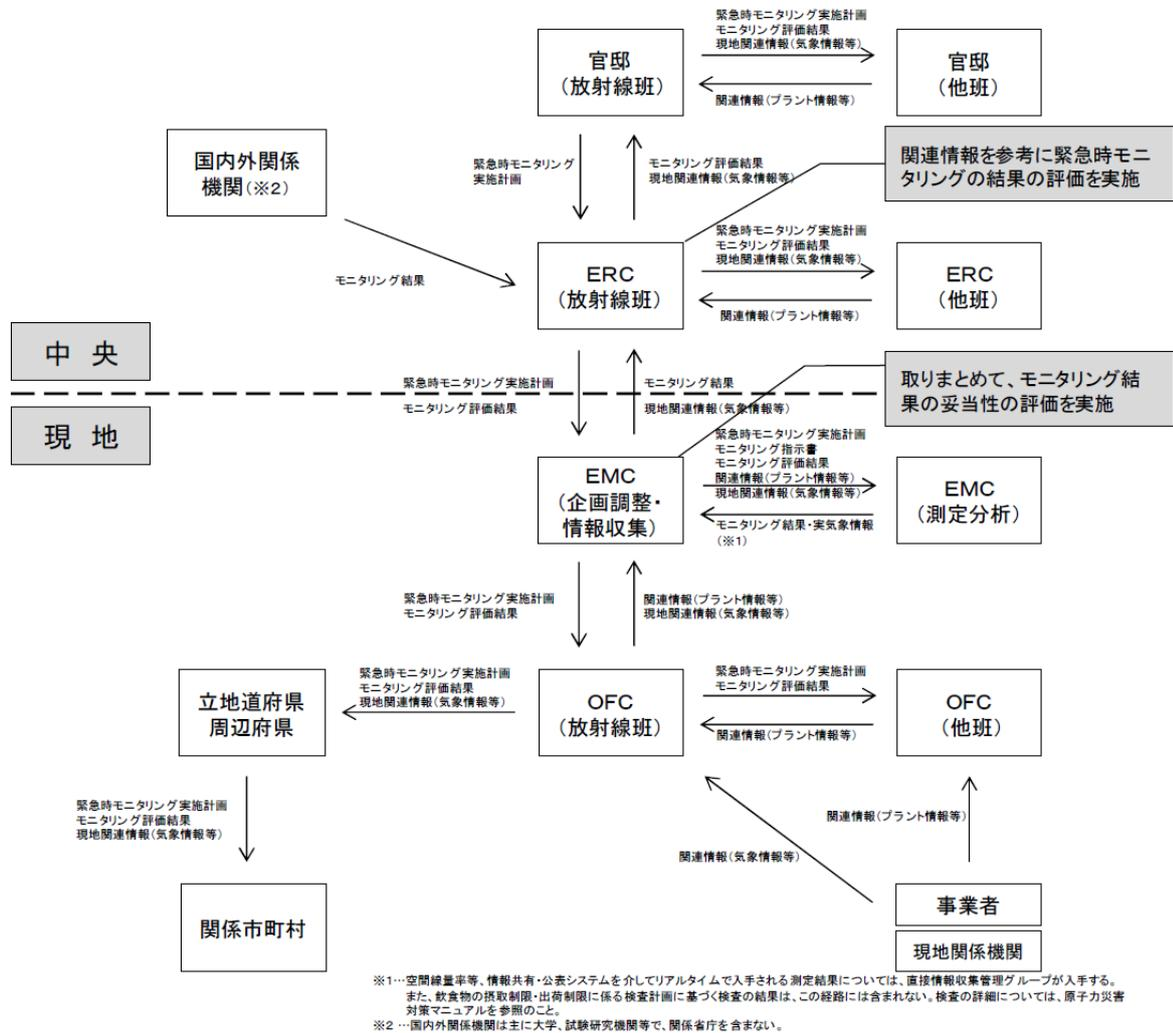 緊急時モニタリング実施計画
モニタリング評価結果
現地関連情報(気象情報等)
官邸
(放射線班)
官邸
(他班)
関連情報(プラント情報等)
国内外関係
機関(※2)
緊急時モニタリング
実施計画
モニタリング評価結果
現地関連情報(気象情報等)
関連情報を参考に緊急時モニ
タリングの結果の評価を実施
緊急時モニタリング実施計画
モニタリング評価結果
現地関連情報(気象情報等)
モニタリング結果
ERC
(放射線班)
ERC
(他班)
関連情報(プラント情報等)
中 央
緊急時モニタリング実施計画
モニタリング評価結果
モニタリング結果
現地関連情報(気象情報等)
取りまとめて、モニタリング結
果の妥当性の評価を実施
現 地
緊急時モニタリング実施計画
モニタリング指示書
モニタリング評価結果
関連情報(プラント情報等)
現地関連情報(気象情報等)
EMC
(企画調整・
情報収集)
EMC
(測定分析)
モニタリング結果・実気象情報
(※1)
緊急時モニタリング実施計画
モニタリング評価結果
関連情報(プラント情報等)
現地関連情報(気象情報等)
立地道府県
周辺府県
緊急時モニタリング実施計画
モニタリング評価結果
現地関連情報(気象情報等)
OFC
(放射線班)
緊急時モニタリング実施計画
モニタリング評価結果
関連情報(プラント情報等)
OFC
(他班)
緊急時モニタリング実施計画
モニタリング評価結果
現地関連情報(気象情報等)
関連情報(プラント情報等)
関連情報(気象情報等)
関係市町村
事業者
現地関係機関
※1…空間線量率等、情報共有・公表システムを介してリアルタイムで入手される測定結果については、直接情報収集管理グループが入手する。
また、飲食物の摂取制限・出荷制限に係る検査計画に基づく検査の結果は、この経路には含まれない。検査の詳細については、原子力災害
対策マニュアルを参照のこと。
※2 …国内外関係機関は主に大学、試験研究機関等で、関係省庁を含まない。